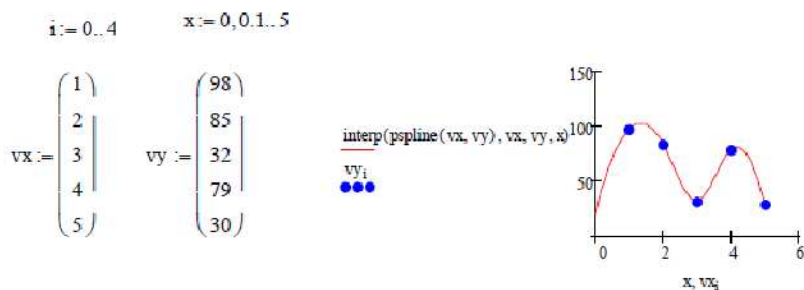 i := 0.. 4
x := 0, 0.1.. 5
vx :=
1
2
3
4
5
vy :=
98
85
32
79
30
interp(pspline(vx, vy), vx, vy, x)
vy_i
150
100
50
0 2 4 6
x, vx_i